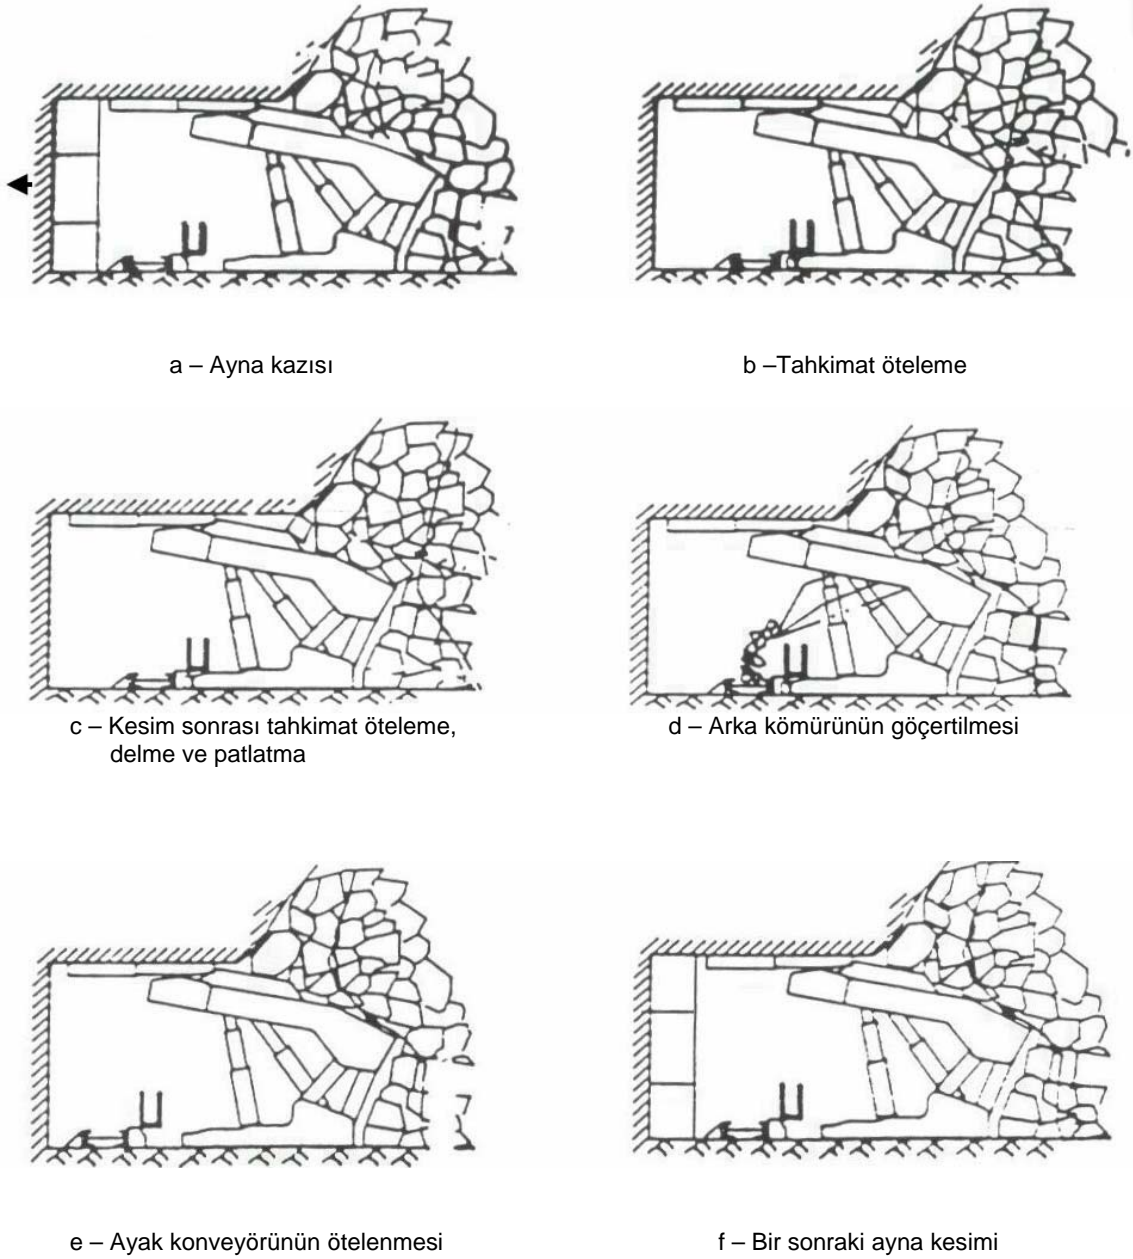 a – Ayna kazısı
b –Tahkimat öteleme
c – Kesim sonrası tahkimat öteleme,
delme ve patlatma
d – Arka kömürünün göçertilmesi
e – Ayak konveyörünün ötelenmesi
f – Bir sonraki ayna kesimi